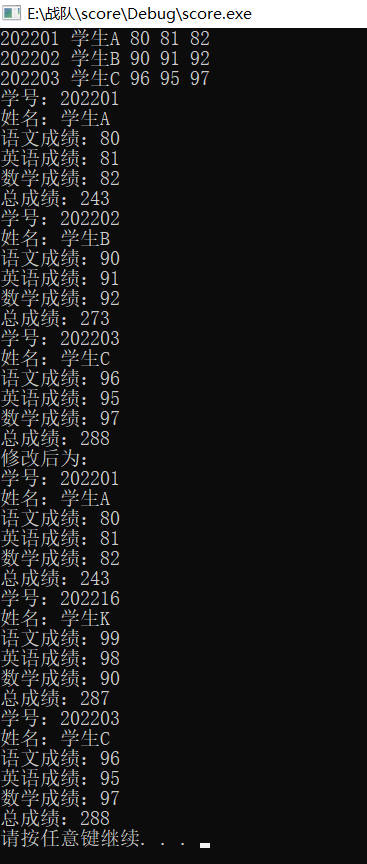 E:\战队\score\Debug\score.exe
202201 学生A 80 81 82
202202 学生B 90 91 92
202203 学生C 96 95 97
学号：202201
姓名：学生A
语文成绩：80
英语成绩：81
数学成绩：82
总成绩：243
学号：202202
姓名：学生B
语文成绩：90
英语成绩：91
数学成绩：92
总成绩：273
学号：202203
姓名：学生C
语文成绩：96
英语成绩：95
数学成绩：97
总成绩：288
修改后为：
学号：202201
姓名：学生A
语文成绩：80
英语成绩：81
数学成绩：82
总成绩：243
学号：202216
姓名：学生K
语文成绩：99
英语成绩：98
数学成绩：90
总成绩：287
学号：202203
姓名：学生C
语文成绩：96
英语成绩：95
数学成绩：97
总成绩：288
请按任意键继续. . .